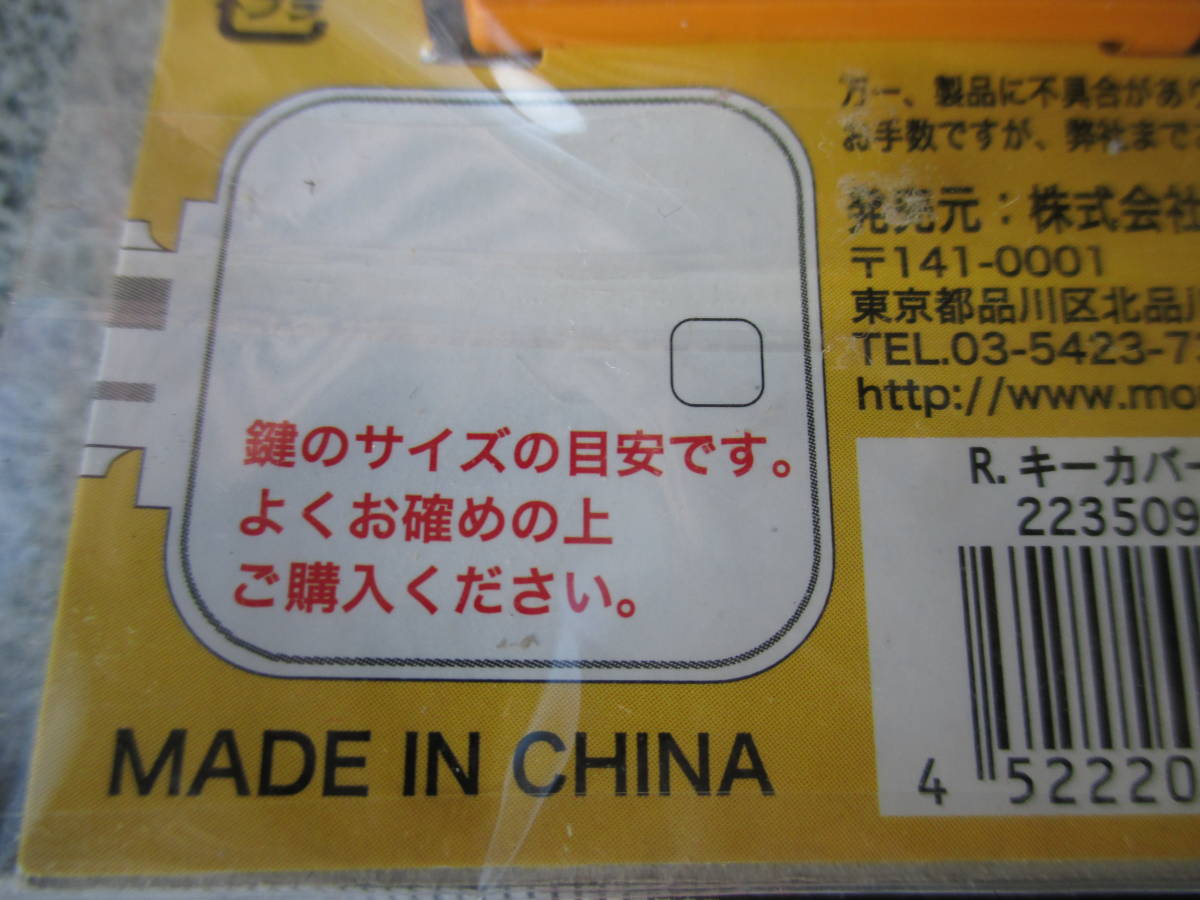 プラ
万一、製品に不具合があり
お手数ですが、弊社まで
発売元：株式会社
〒141-0001
東京都品川区北品川
TEL.03-5423-7
http://www.mo
鍵のサイズの目安です。
よくお確めの上
ご購入ください。
R.キーカバー
223509
4 52220
MADE IN CHINA